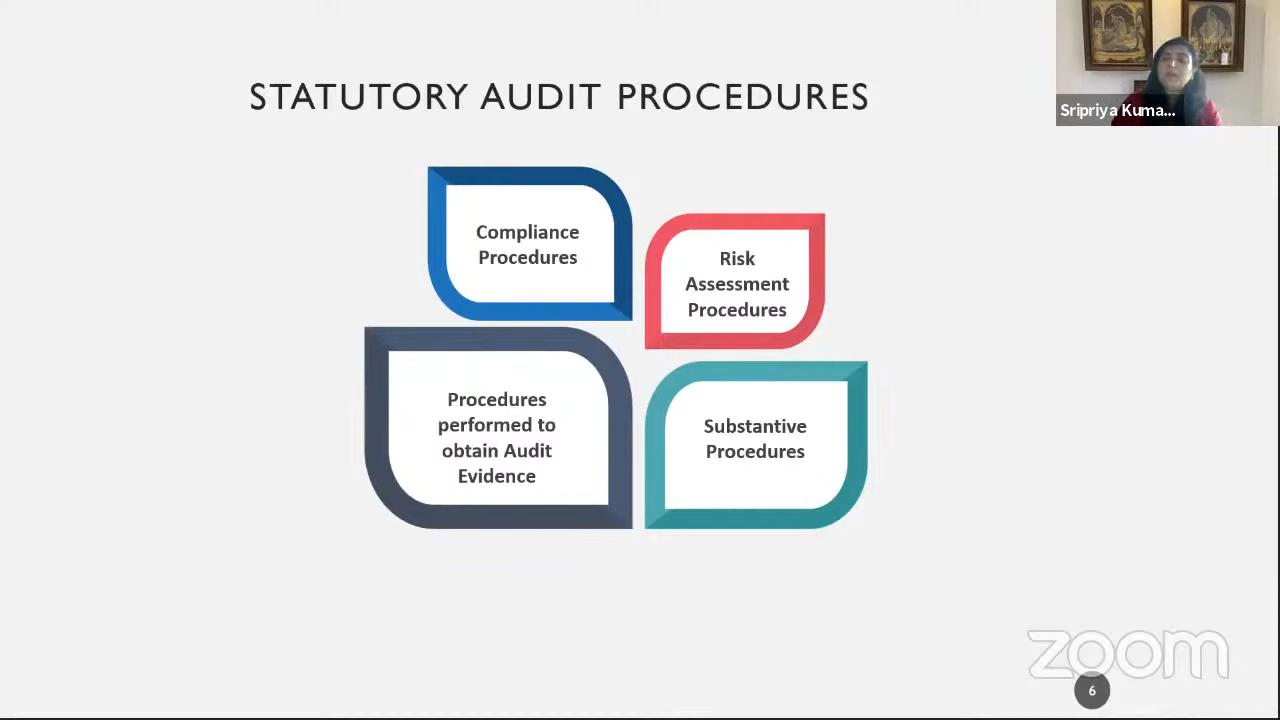 STATUTORY AUDIT PROCEDURES
Sripriya Kuma...
Compliance
Procedures
Risk
Assessment
Procedures
Procedures
performed to
obtain Audit
Evidence
Substantive
Procedures
zoom
6